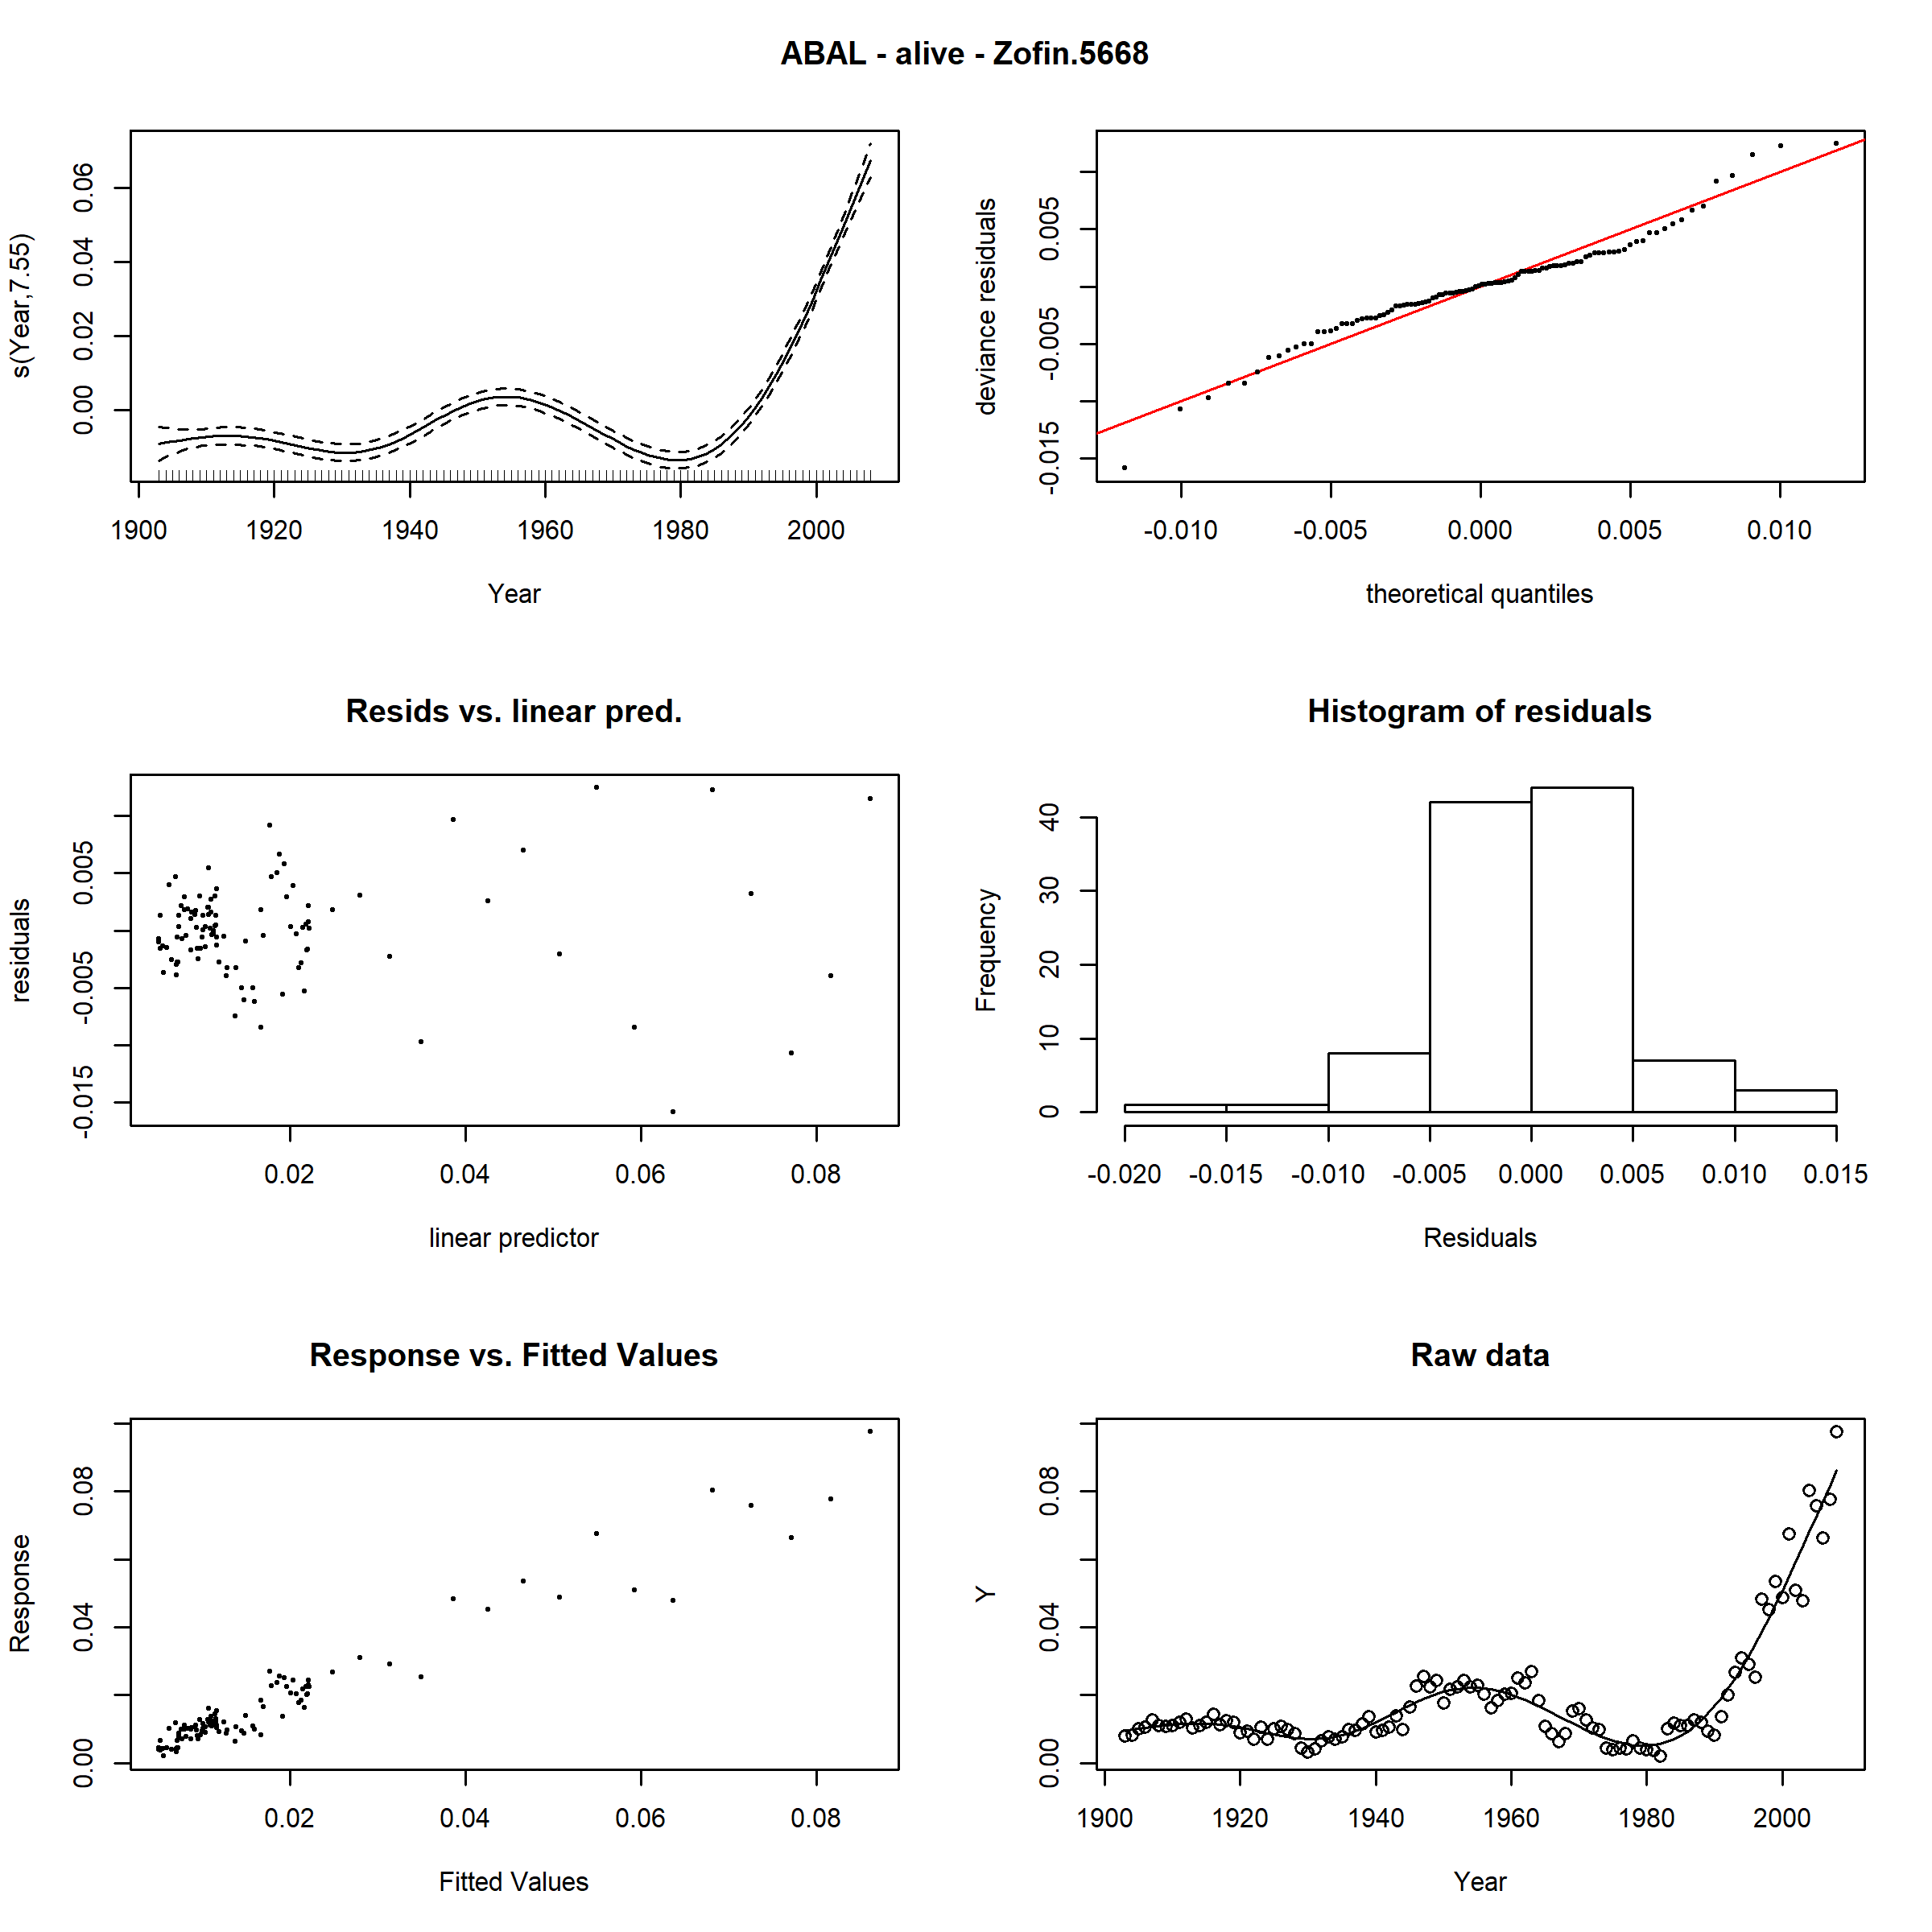 ABAL - alive - Zofin.5668
s(Year,7.55)
0.00 0.02 0.04 0.06
1900 1920 1940 1960 1980 2000
Year
deviance residuals
-0.015 -0.005 0.005
-0.010 -0.005 0.000 0.005 0.010
theoretical quantiles
Resids vs. linear pred.
residuals
-0.015 -0.005 0.005
0.02 0.04 0.06 0.08
linear predictor
Histogram of residuals
Frequency
0 10 20 30 40
-0.020 -0.015 -0.010 -0.005 0.000 0.005 0.010 0.015
Residuals
Response vs. Fitted Values
Response
0.00 0.04 0.08
0.02 0.04 0.06 0.08
Fitted Values
Raw data
Y
0.00 0.04 0.08
1900 1920 1940 1960 1980 2000
Year